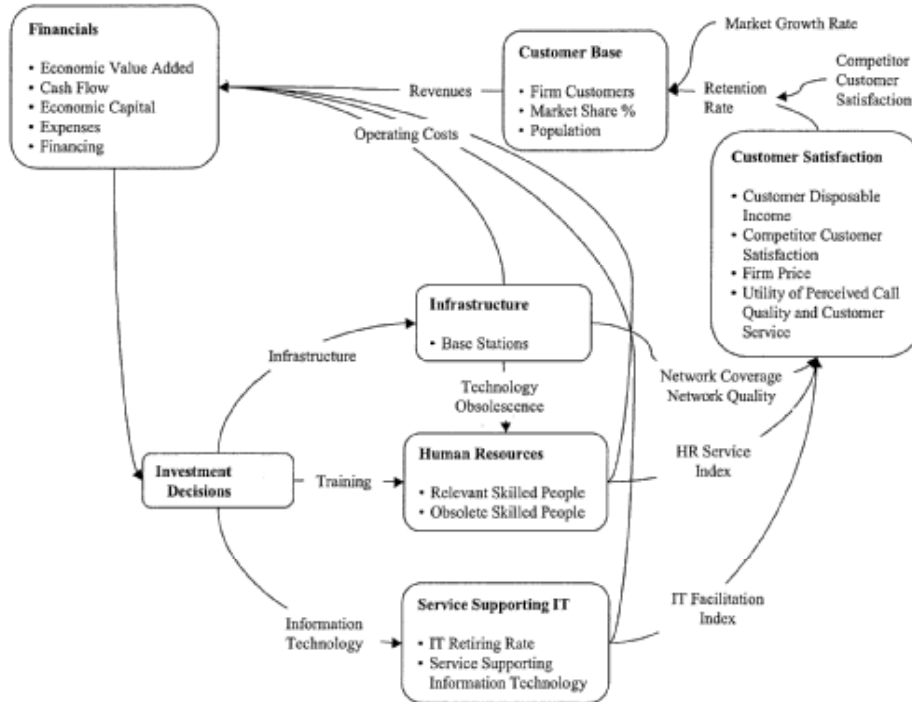 Financials
• Economic Value Added
• Cash Flow
• Economic Capital
• Expenses
• Financing
Revenues
Operating Costs
Customer Base
• Firm Customers
• Market Share %
• Population
Market Growth Rate
Retention
Rate
Competitor
Customer
Satisfaction
Customer Satisfaction
• Customer Disposable
Income
• Competitor Customer
Satisfaction
• Firm Price
• Utility of Perceived Call
Quality and Customer
Service
Infrastructure
• Base Stations
Infrastructure
Technology
Obsolescence
Network Coverage
Network Quality
Investment
Decisions
Training
Human Resources
• Relevant Skilled People
• Obsolete Skilled People
HR Service
Index
Information
Technology
Service Supporting IT
• IT Retiring Rate
• Service Supporting
Information Technology
IT Facilitation
Index